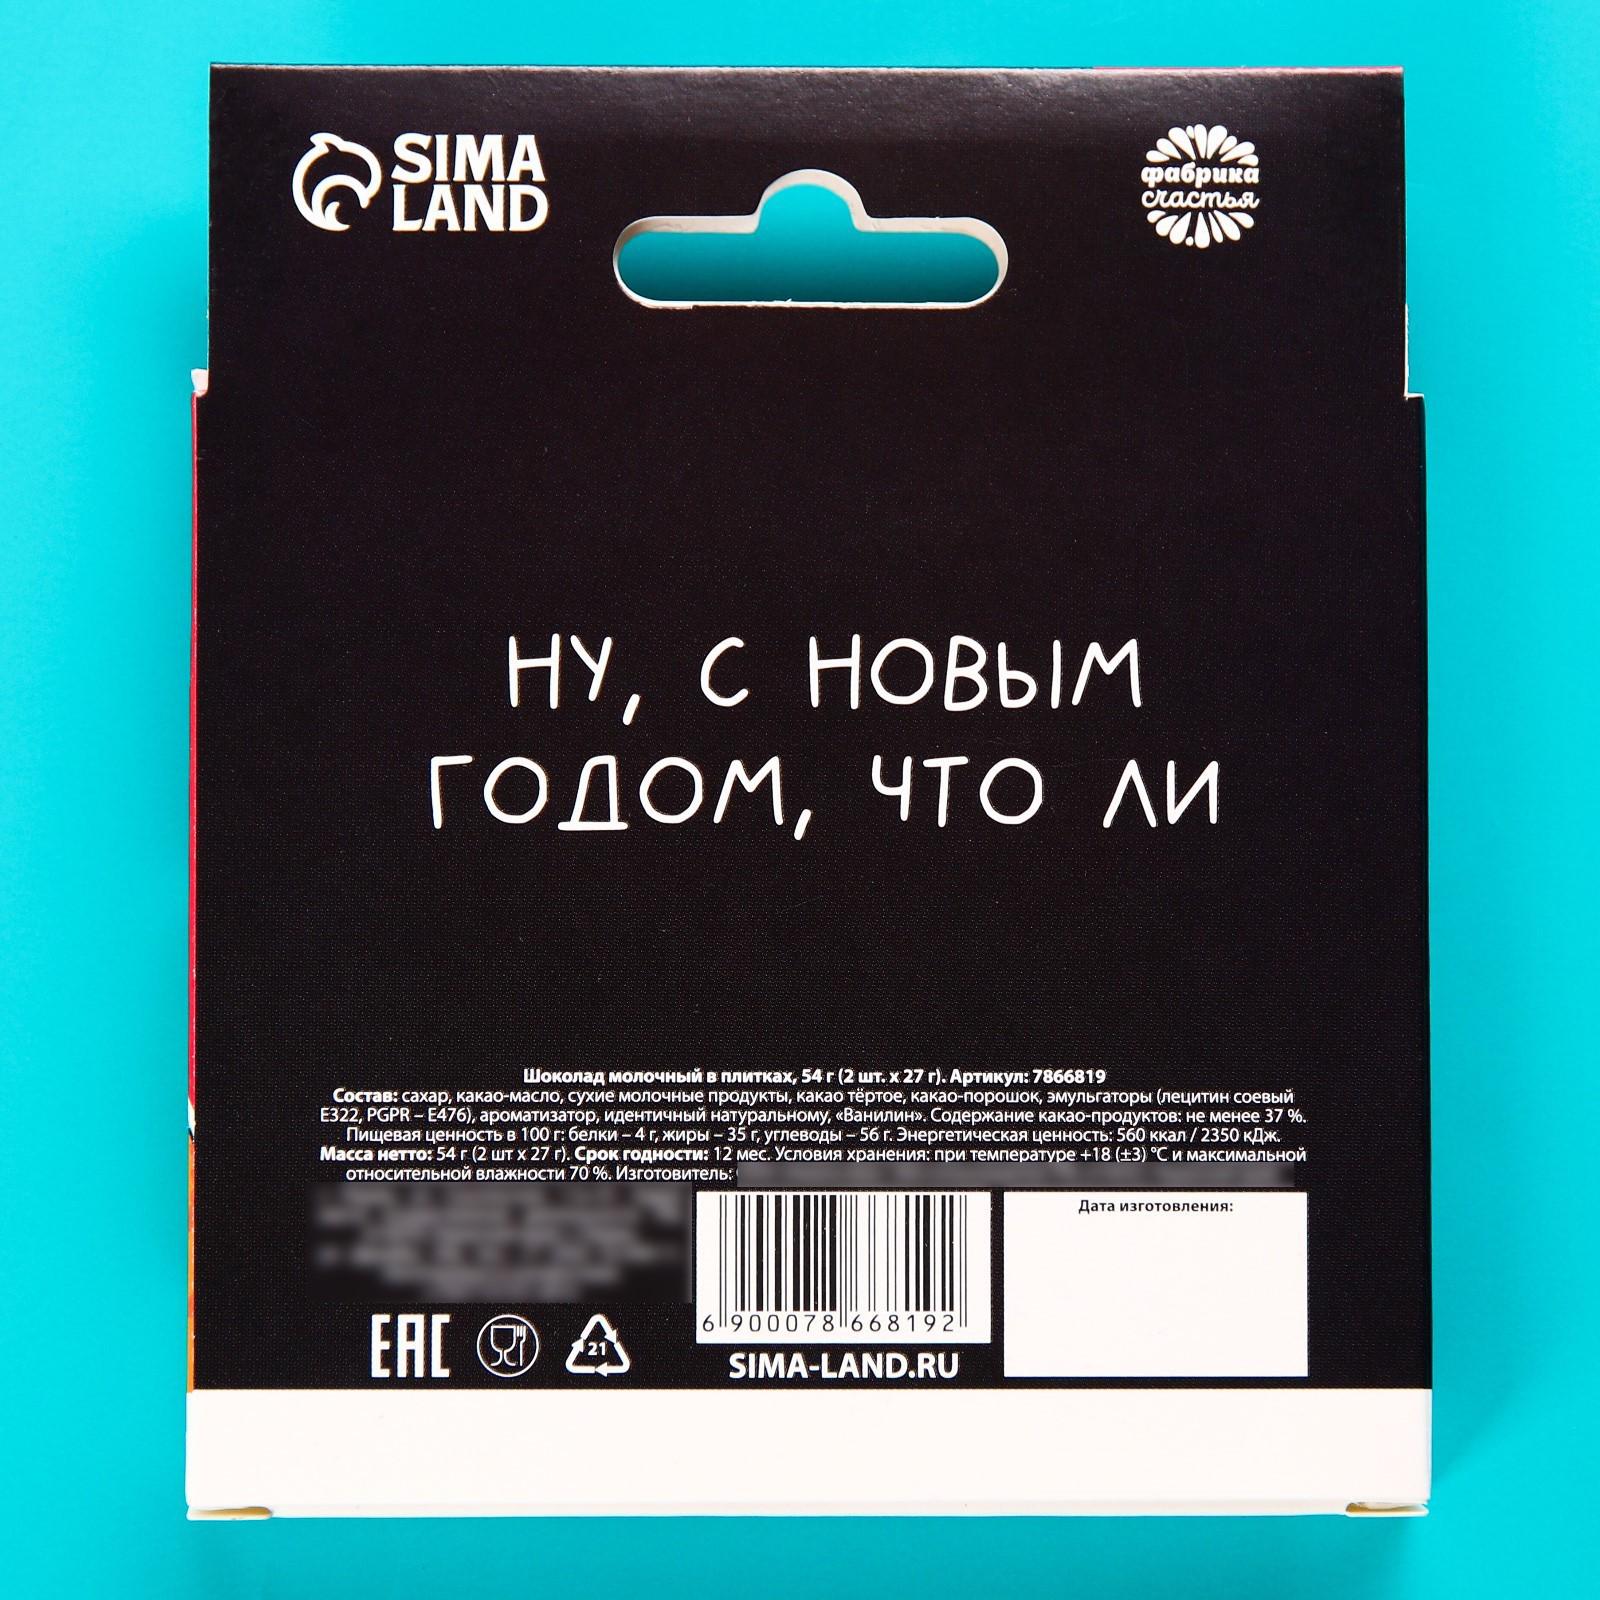 SIMA
LAND
фабрика
счастья
НУ, С НОВЫМ
ГОДОМ, ЧТО ЛИ
Шоколад молочный в плитках, 54 г (2 шт. х 27 г). Артикул: 7866819
Состав: сахар, какао-масло, сухие молочные продукты, какао тёртое, какао-порошок, эмульгаторы (лецитин соевый
Е322, PGPR – Е476), ароматизатор, идентичный натуральному, «Ванилин». Содержание какао-продуктов: не менее 37 %.
Пищевая ценность в 100 г: белки – 4 г, жиры – 35 г, углеводы – 56 г. Энергетическая ценность: 560 ккал / 2350 кДж.
Масса нетто: 54 г (2 шт х 27 г). Срок годности: 12 мес. Условия хранения: при температуре +18 (±3) °С и максимальной
относительной влажности 70 %. Изготовитель:
Дата изготовления:
6 900078 668192
EAC
21
SIMA-LAND.RU